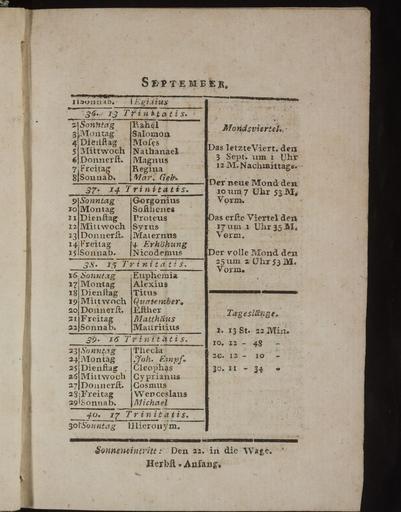 SEPTEMBER.
1 Sonnab. Egidius
36. 13 Trinitatis.
2 Sonntag Rahel
3 Montag Salomon
4 Dienſtag Moſes
5 Mittwoch Nathanael
6 Donnerſt. Magnus
7 Freitag Regina
8 Sonnab. Mar. Geb.
37. 14 Trinitatis.
9 Sonntag Gorgonius
10 Montag Soſthenes
11 Dienſtag Proteus
12 Mittwoch Syrus
13 Donnerſt. Maternus
14 Freitag ☩ Erhöhung
15 Sonnab. Nicodemus
38. 15 Trinitatis.
16 Sonntag Euphemia
17 Montag Alexius
18 Dienſtag Titus
19 Mittwoch Quatember.
20 Donnerſt. Eſther
21 Freitag Matthäus
22 Sonnab. Mauritius
39. 16 Trinitatis.
23 Sonntag Thecla
24 Montag Joh. Empf.
25 Dienſtag Cleophas
26 Mittwoch Cyprianus
27 Donnerſt. Cosmus
28 Freitag Wenceslaus
29 Sonnab. Michael
40. 17 Trinitatis.
30 Sonntag Hieronym.
Mondsviertel.
Das letzte Viert. den
3 Sept. um 1 Uhr
12 M. Nachmittags.
Der neue Mond den
10 um 7 Uhr 53 M.
Vorm.
Das erſte Viertel den
17 um 1 Uhr 35 M.
Vorm.
Der volle Mond den
25 um 2 Uhr 53 M.
Vorm.
Tageslänge.
1. 13 St. 22 Min.
10. 12 - 48 -
20. 12 - 10 -
30. 11 - 34 -
Sonneneintritt: Den 22. in die Wage.
Herbſt-Anfang.